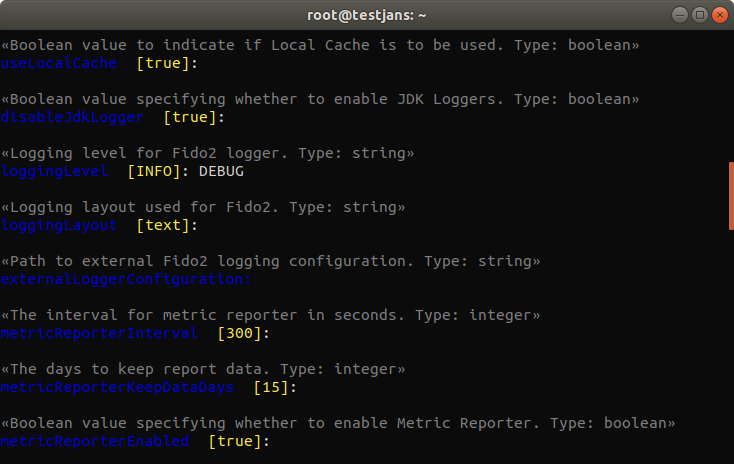 root@testjans: ~
«Boolean value to indicate if Local Cache is to be used. Type: boolean»
useLocalCache  [true]:
«Boolean value specifying whether to enable JDK Loggers. Type: boolean»
disableJdkLogger  [true]:
«Logging level for Fido2 logger. Type: string»
loggingLevel  [INFO]: DEBUG
«Logging layout used for Fido2. Type: string»
loggingLayout  [text]:
«Path to external Fido2 logging configuration. Type: string»
externalLoggerConfiguration:
«The interval for metric reporter in seconds. Type: integer»
metricReporterInterval  [300]:
«The days to keep report data. Type: integer»
metricReporterKeepDataDays  [15]:
«Boolean value specifying whether to enable Metric Reporter. Type: boolean»
metricReporterEnabled  [true]: